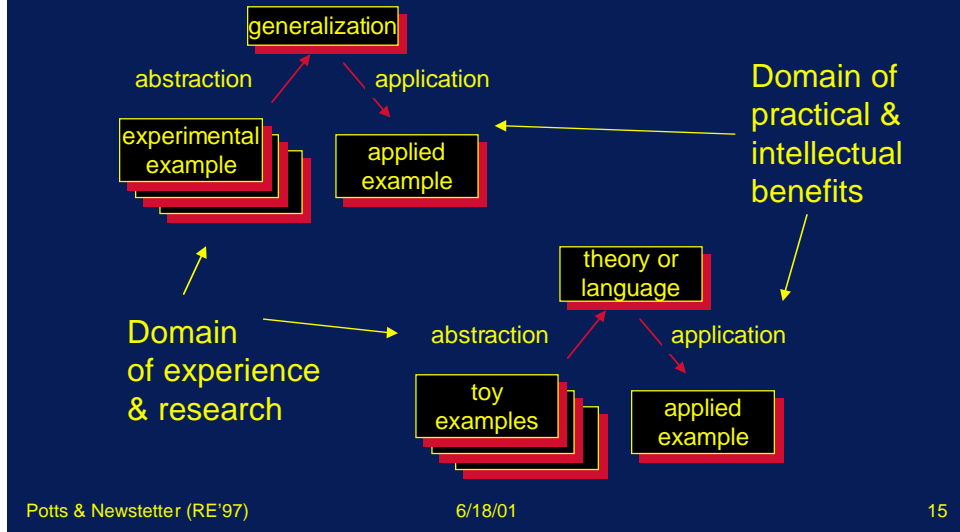 generalization
abstraction
application
experimental
example
applied
example
Domain of
practical &
intellectual
benefits
Domain
of experience
& research
theory or
language
abstraction
application
toy
examples
applied
example
Potts & Newstetter (RE'97)
6/18/01
15